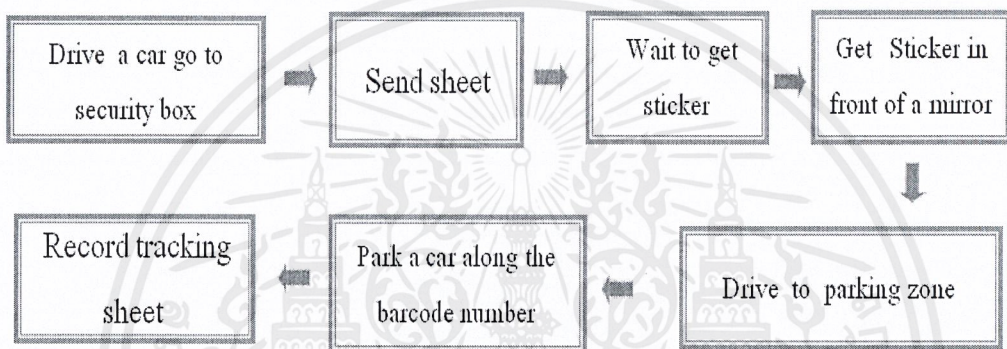 Drive a car go to
security box
Send sheet
Wait to get
sticker
Get Sticker in
front of a mirror
Drive to parking zone
Park a car along the
barcode number
Record tracking
sheet